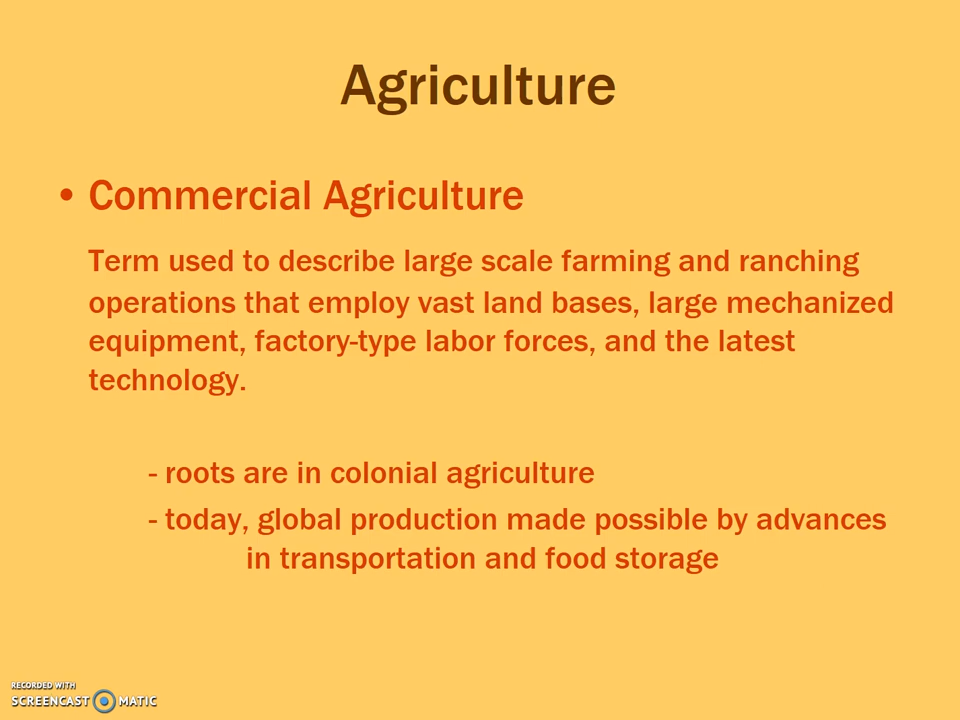 Agriculture
• Commercial Agriculture
Term used to describe large scale farming and ranching
operations that employ vast land bases, large mechanized
equipment, factory-type labor forces, and the latest
technology.
- roots are in colonial agriculture
- today, global production made possible by advances
in transportation and food storage
RECORDED WITH
SCREENCAST MATIC